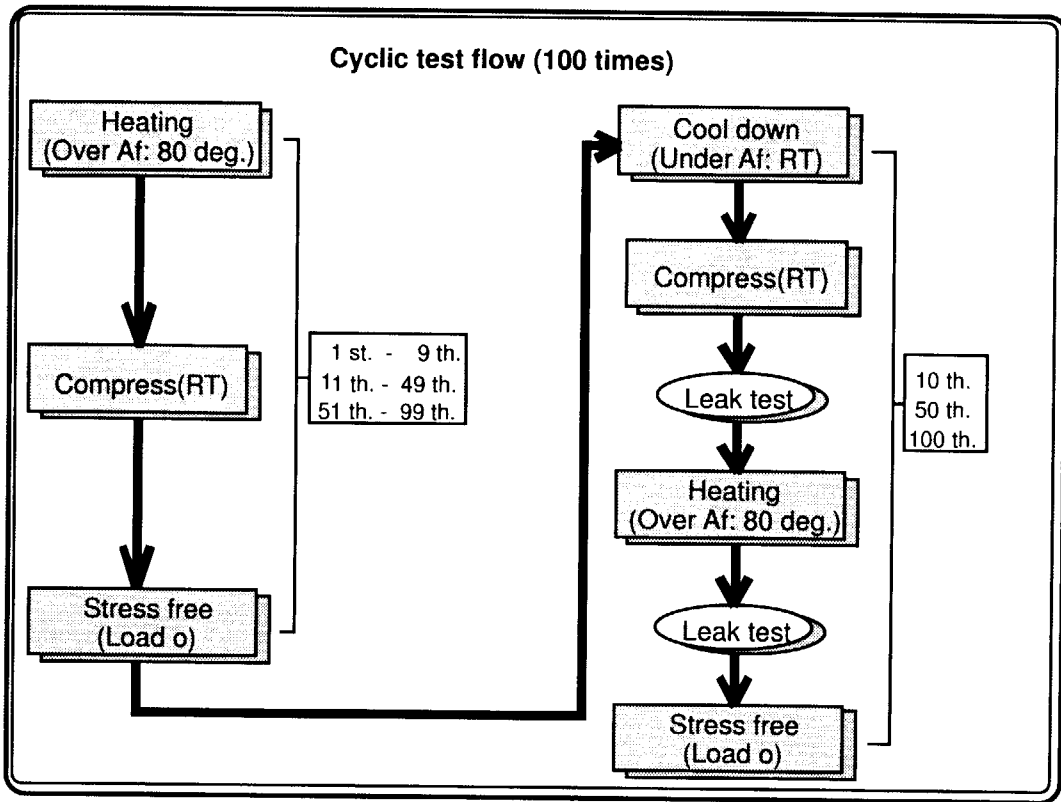 Cyclic test flow (100 times)
Heating
(Over Af: 80 deg.)
Compress(RT)
Stress free
(Load o)
1 st. - 9 th.
11 th. - 49 th.
51 th. - 99 th.
Cool down
(Under Af: RT)
Compress(RT)
Leak test
Heating
(Over Af: 80 deg.)
Leak test
Stress free
(Load o)
10 th.
50 th.
100 th.